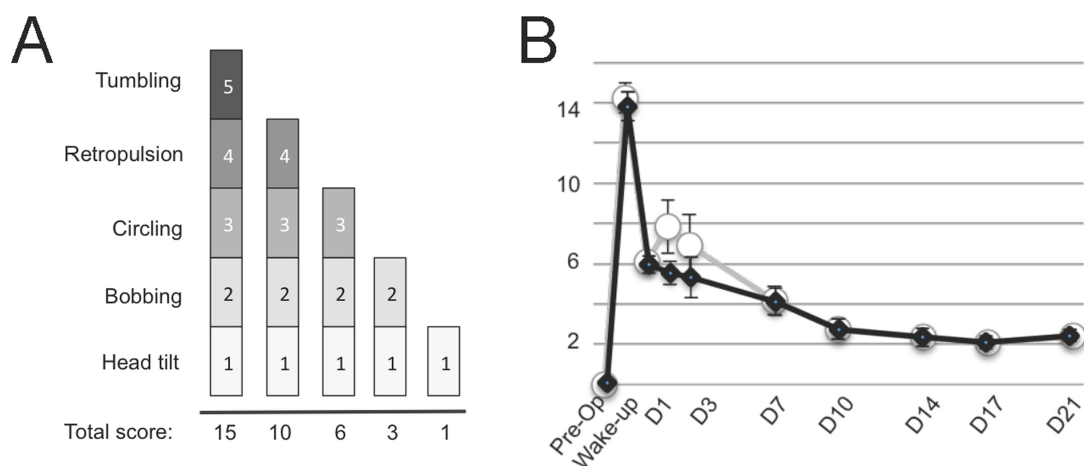 A
Tumbling 5
Retropulsion 4 4
Circling 3 3 3
Bobbing 2 2 2 2
Head tilt 1 1 1 1 1
Total score: 15 10 6 3 1
B
14
10
6
2
Pre-Op Wake-up D1 D3 D7 D10 D14 D17 D21